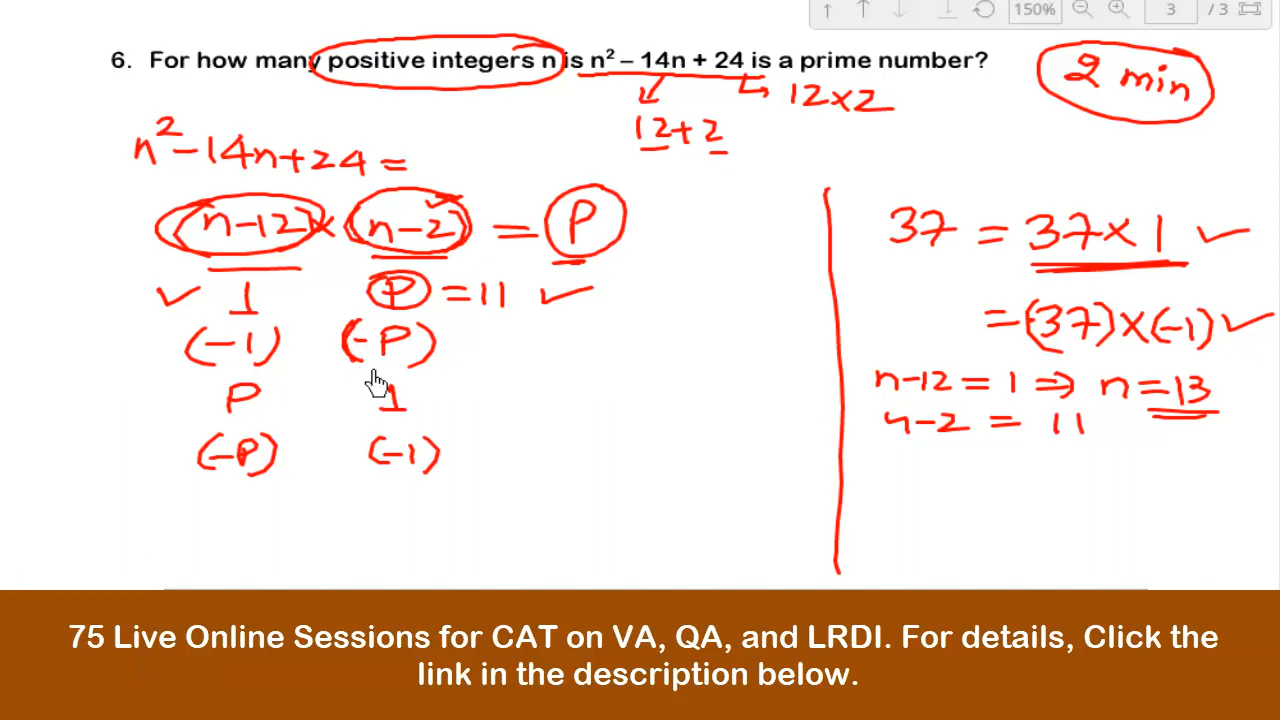 150% 3 / 3
6. For how many positive integers n is n² – 14n + 24 is a prime number?
2 min
12+2
12×2
n²-14n+24=
(n-12)×(n-2) = P
1 P = 11
(-1) (-P)
P 1
(-P) (-1)
37 = 37×1
=(-37)×(-1)
n-12 = 1 ⇒ n=13
n-2 = 11
75 Live Online Sessions for CAT on VA, QA, and LRDI. For details, Click the
link in the description below.